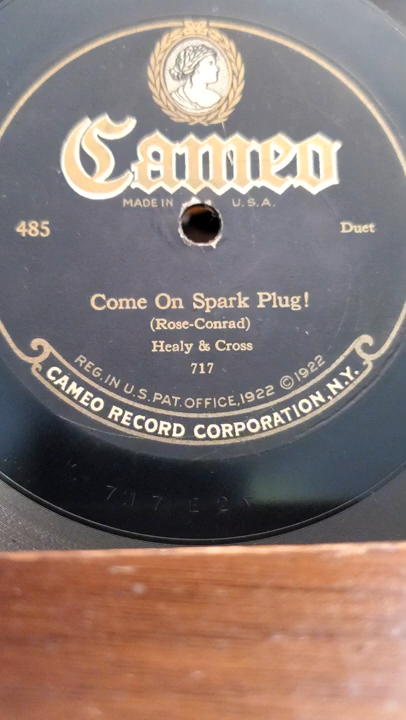 Cameo
MADE IN U.S.A.
485 Duet
Come On Spark Plug!
(Rose-Conrad)
Healy & Cross
717
REG. IN U.S. PAT. OFFICE, 1922 © 1922
CAMEO RECORD CORPORATION, N.Y.
717